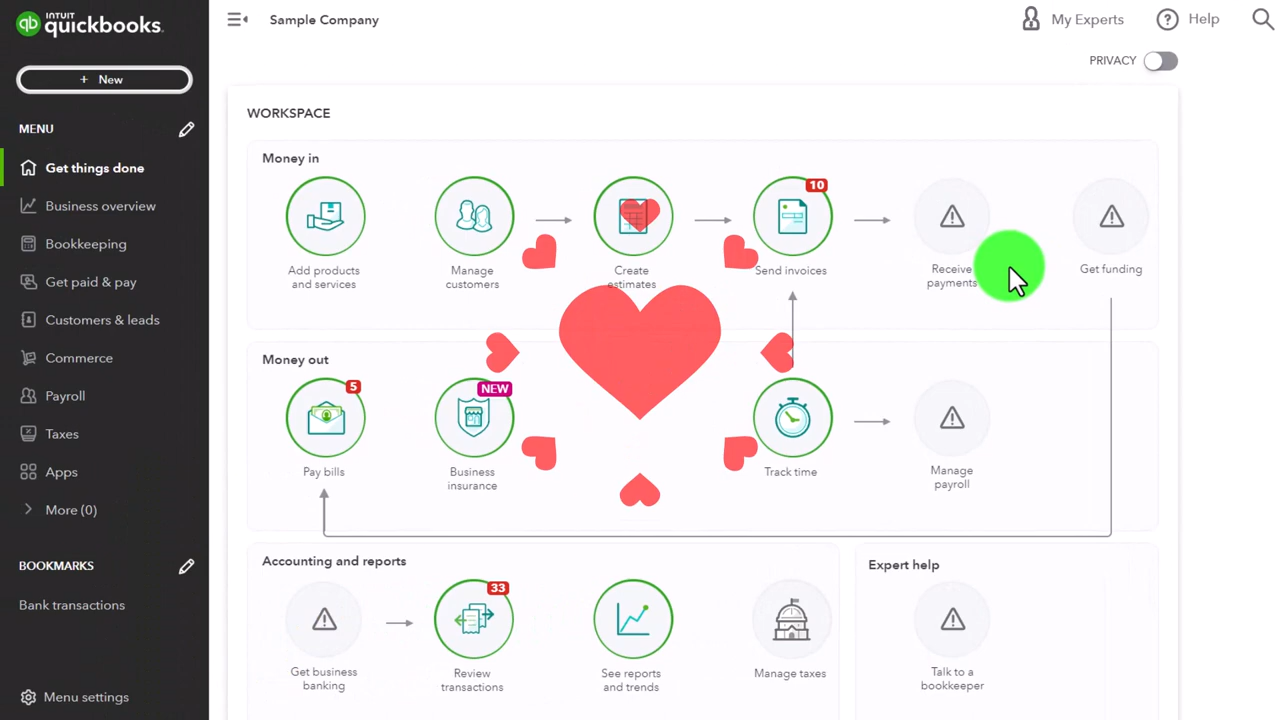 INTUIT
quickbooks.
Sample Company
My Experts
Help
+ New
PRIVACY
MENU
Get things done
Business overview
Bookkeeping
Get paid & pay
Customers & leads
Commerce
Payroll
Taxes
Apps
More (0)
BOOKMARKS
Bank transactions
Menu settings
WORKSPACE
Money in
10
Add products
and services
Manage
customers
Create
estimates
Send invoices
Receive
payments
Get funding
Money out
5
NEW
Pay bills
Business
insurance
Track time
Manage
payroll
Accounting and reports
33
Get business
banking
Review
transactions
See reports
and trends
Manage taxes
Expert help
Talk to a
bookkeeper